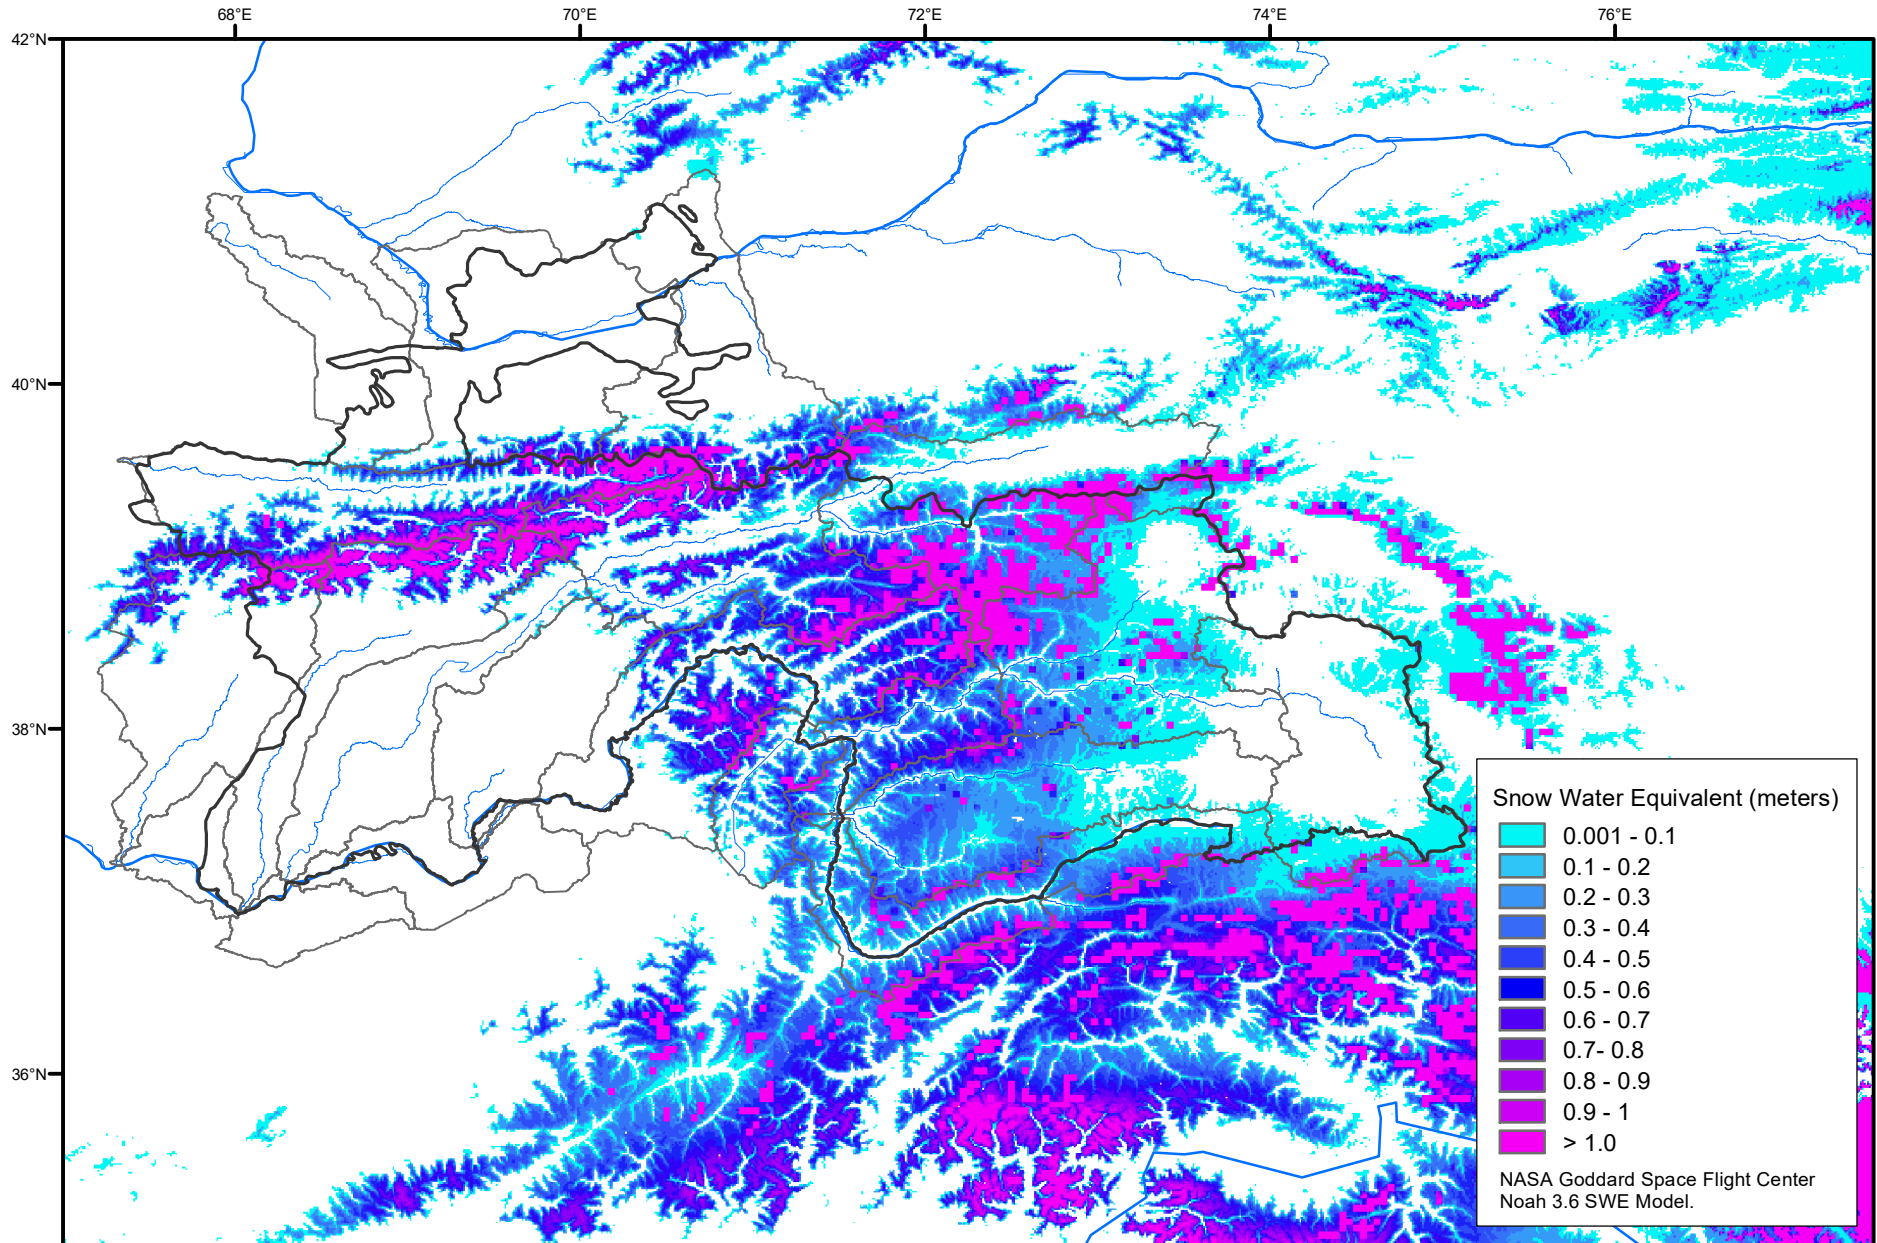 68°E 70°E 72°E 74°E 76°E
42°N
40°N
38°N
36°N
Snow Water Equivalent (meters)
0.001 - 0.1
0.1 - 0.2
0.2 - 0.3
0.3 - 0.4
0.4 - 0.5
0.5 - 0.6
0.6 - 0.7
0.7- 0.8
0.8 - 0.9
0.9 - 1
> 1.0
NASA Goddard Space Flight Center
Noah 3.6 SWE Model.